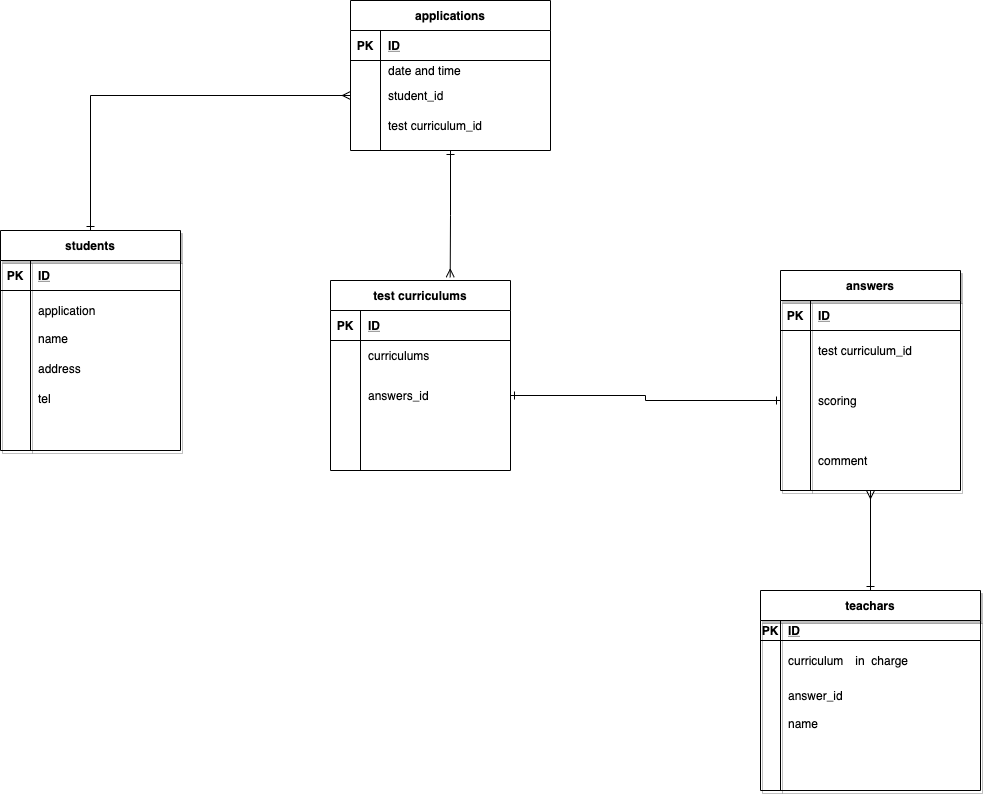 applications
PK ID
date and time
student_id
test curriculum_id
students
PK ID
application
name
address
tel
test curriculums
PK ID
curriculums
answers_id
answers
PK ID
test curriculum_id
scoring
comment
teachars
PK ID
curriculum in charge
answer_id
name